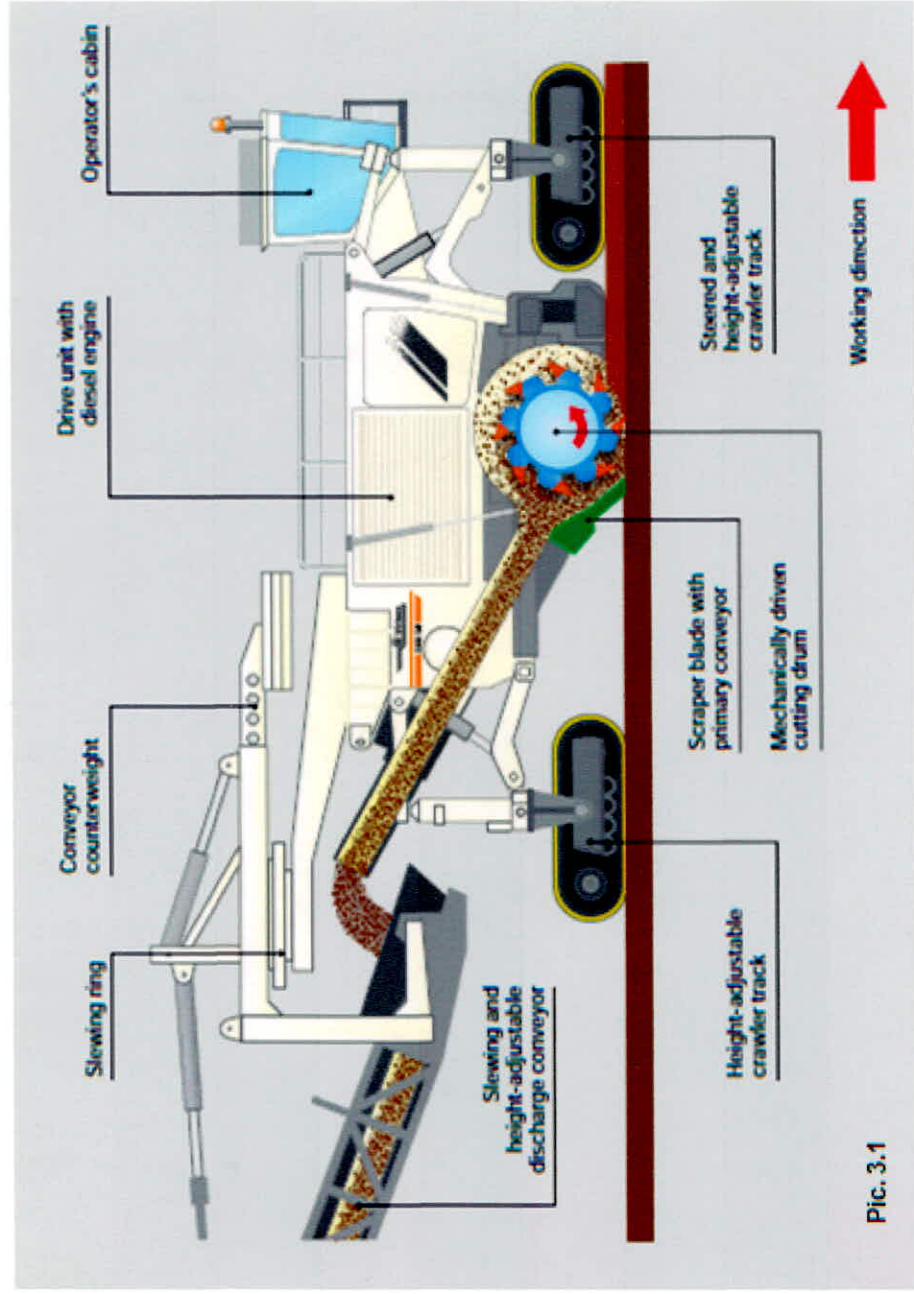 Slewing ring
Conveyor
counterweight
Drive unit with
diesel engine
Operator's cabin
Slewing and
height-adjustable
discharge conveyor
Height-adjustable
crawler track
Scraper blade with
primary conveyor
Mechanically driven
cutting drum
Steered and
height-adjustable
crawler track
Working direction
Pic. 3.1